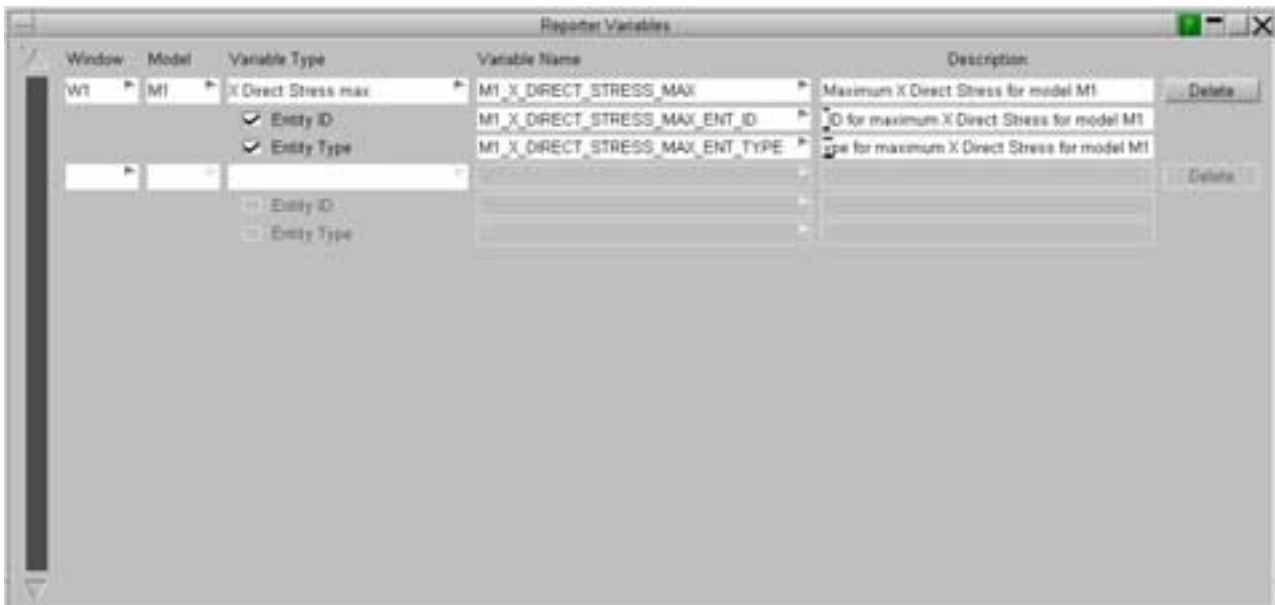 Reporter Variables ?
Window Model Variable Type Variable Name Description
W1 M1 X Direct Stress max M1_X_DIRECT_STRESS_MAX Maximum X Direct Stress for model M1 Delete
Entity ID M1_X_DIRECT_STRESS_MAX_ENT_ID ID for maximum X Direct Stress for model M1
Entity Type M1_X_DIRECT_STRESS_MAX_ENT_TYPE ype for maximum X Direct Stress for model M1
Delete
Entity ID
Entity Type